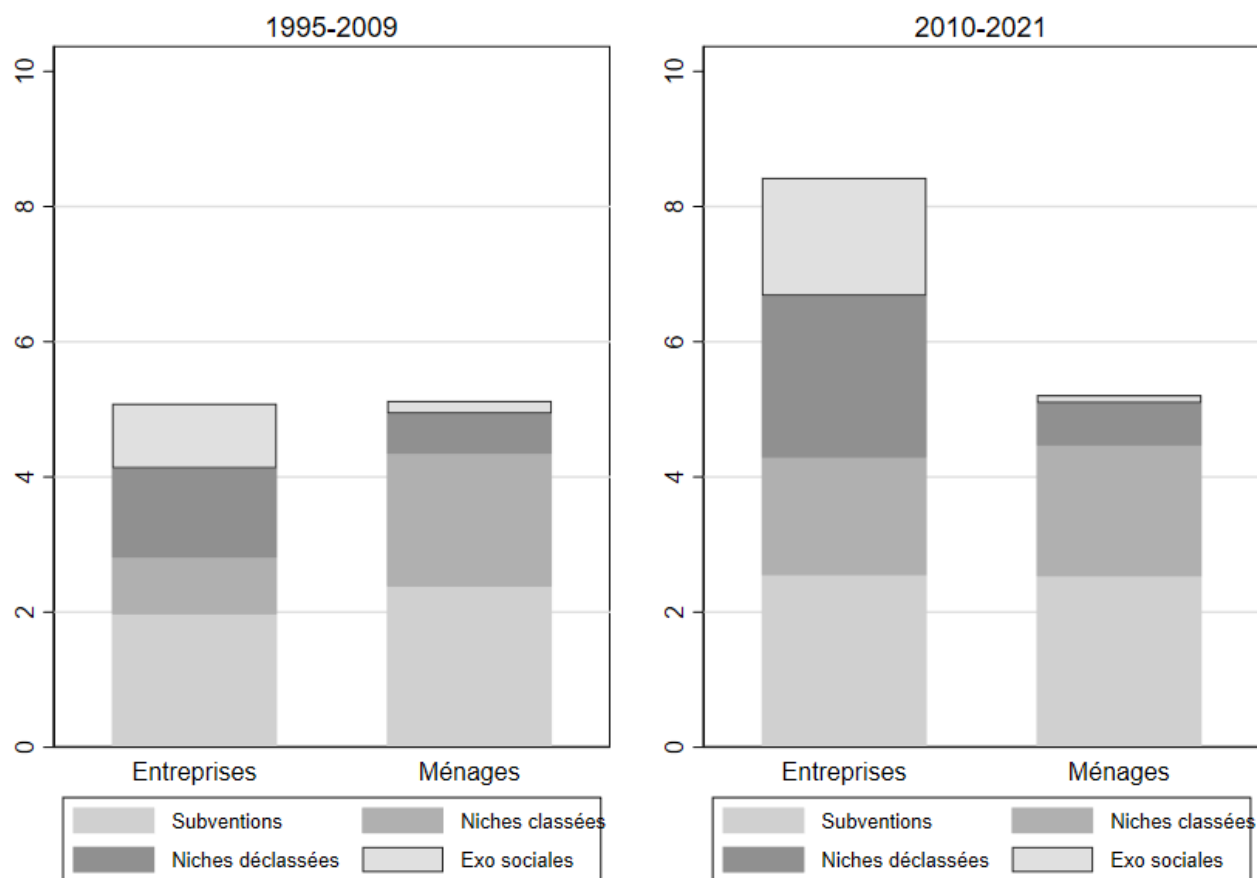 1995-2009
10
8
6
4
2
0
Entreprises Ménages
Subventions Niches classées
Niches déclassées Exo sociales
2010-2021
10
8
6
4
2
0
Entreprises Ménages
Subventions Niches classées
Niches déclassées Exo sociales